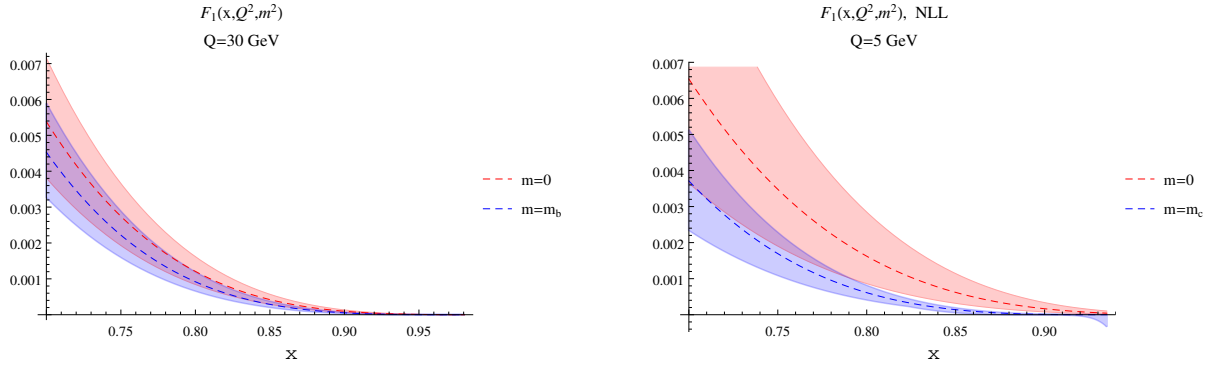 F₁(x,Q²,m²)
Q=30 GeV
0.007
0.006
0.005
0.004
0.003
0.002
0.001
0.75 0.80 0.85 0.90 0.95
x
m=0
m=m_b
F₁(x,Q²,m²), NLL
Q=5 GeV
0.007
0.006
0.005
0.004
0.003
0.002
0.001
0.75 0.80 0.85 0.90
x
m=0
m=m_c